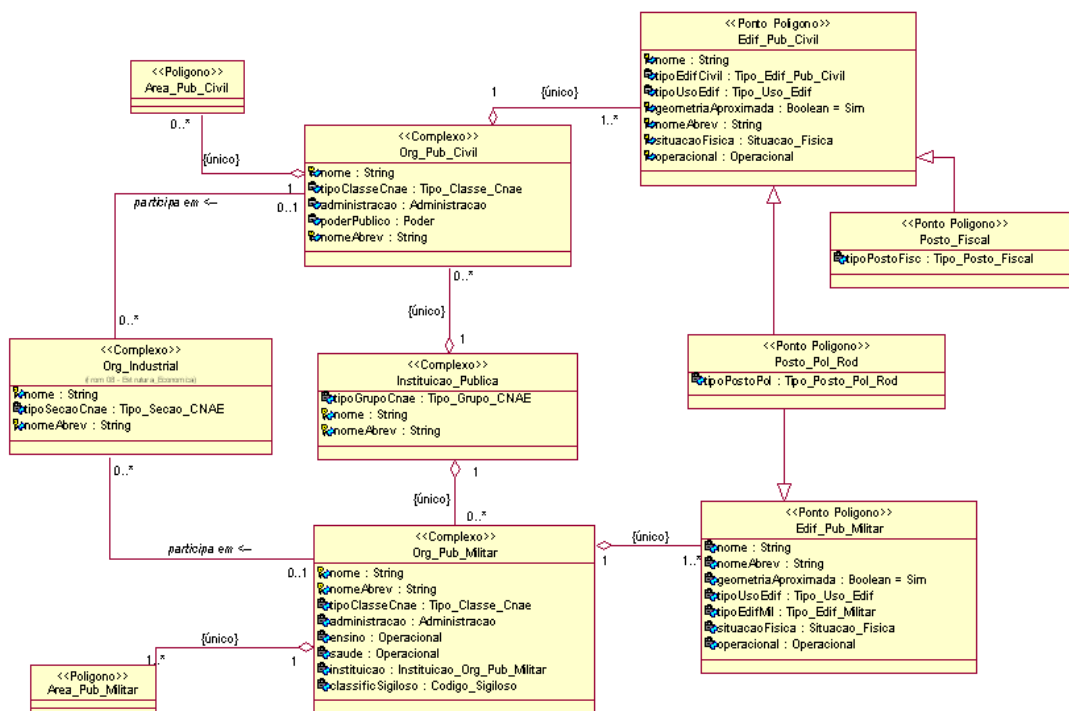 <<Ponto Poligono>>
Edif_Pub_Civil
nome : String
tipoEdifCivil : Tipo_Edif_Pub_Civil
tipoUsoEdif : Tipo_Uso_Edif
geometriaAproximada : Boolean = Sim
nomeAbrev : String
situacaoFisica : Situacao_Fisica
operacional : Operacional
<<Poligono>>
Area_Pub_Civil
0..*
{único}
1
{único}
1..*
<<Complexo>>
Org_Pub_Civil
nome : String
tipoClasseCnae : Tipo_Classe_Cnae
administracao : Administracao
poderPublico : Poder
nomeAbrev : String
1
participa em <--
0..1
0..*
{único}
1
<<Ponto Poligono>>
Posto_Fiscal
tipoPostoFisc : Tipo_Posto_Fiscal
0..*
<<Complexo>>
Org_Industrial
(from 08 - Estrutura_Economica)
nome : String
tipoSecaoCnae : Tipo_Secao_CNAE
nomeAbrev : String
0..*
<<Complexo>>
Instituicao_Publica
tipoGrupoCnae : Tipo_Grupo_CNAE
nome : String
nomeAbrev : String
1
{único}
0..*
<<Ponto Poligono>>
Posto_Pol_Rod
tipoPostoPol : Tipo_Posto_Pol_Rod
participa em <--
0..1
<<Complexo>>
Org_Pub_Militar
nome : String
nomeAbrev : String
tipoClasseCnae : Tipo_Classe_Cnae
administracao : Administracao
ensino : Operacional
saude : Operacional
instituicao : Instituicao_Org_Pub_Militar
classificSigiloso : Codigo_Sigiloso
{único}
1
1..*
<<Ponto Poligono>>
Edif_Pub_Militar
nome : String
nomeAbrev : String
geometriaAproximada : Boolean = Sim
tipoUsoEdif : Tipo_Uso_Edif
tipoEdifMil : Tipo_Edif_Militar
situacaoFisica : Situacao_Fisica
operacional : Operacional
{único}
1..*
1
<<Poligono>>
Area_Pub_Militar